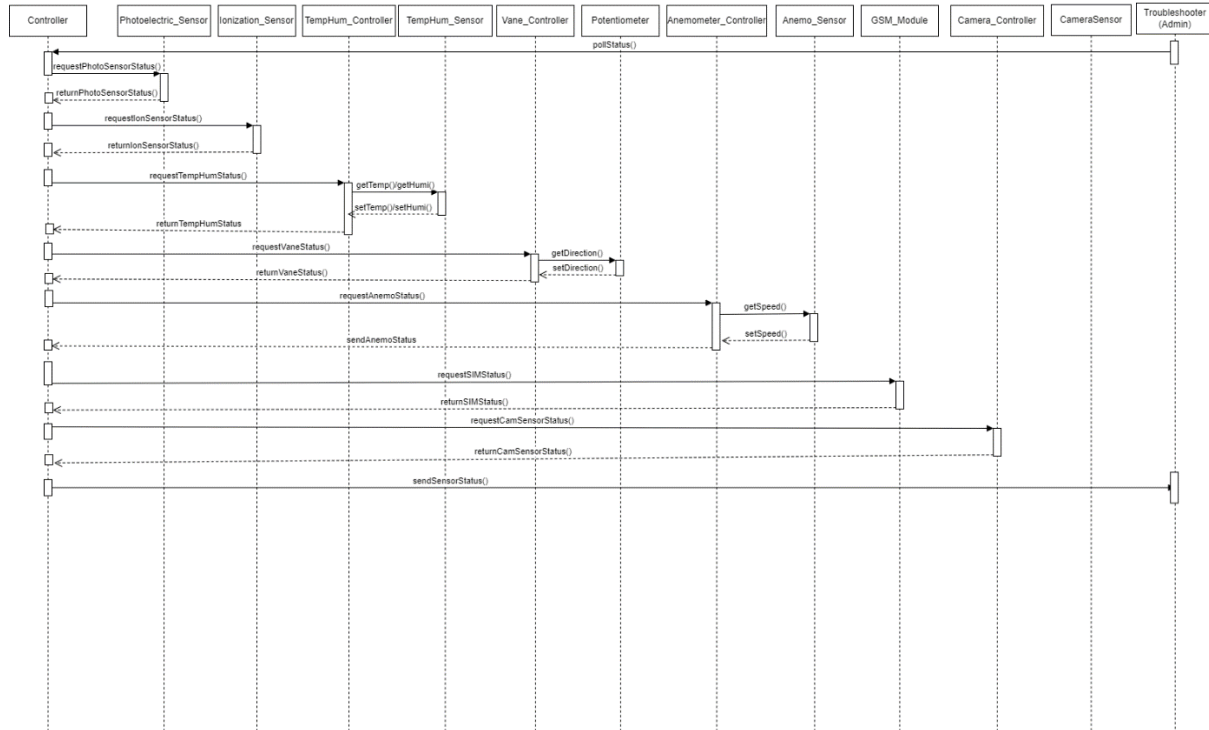 Controller
Photoelectric_Sensor
Ionization_Sensor
TempHum_Controller
TempHum_Sensor
Vane_Controller
Potentiometer
Anemometer_Controller
Anemo_Sensor
GSM_Module
Camera_Controller
CameraSensor
Troubleshooter
(Admin)
pollStatus()
requestPhotoSensorStatus()
returnPhotoSensorStatus()
requestIonSensorStatus()
returnIonSensorStatus()
requestTempHumStatus()
getTemp()/getHumi()
setTemp()/setHumi()
returnTempHumStatus
requestVaneStatus()
getDirection()
setDirection()
returnVaneStatus()
requestAnemoStatus()
getSpeed()
setSpeed()
sendAnemoStatus
requestSIMStatus()
returnSIMStatus()
requestCamSensorStatus()
returnCamSensorStatus()
sendSensorStatus()